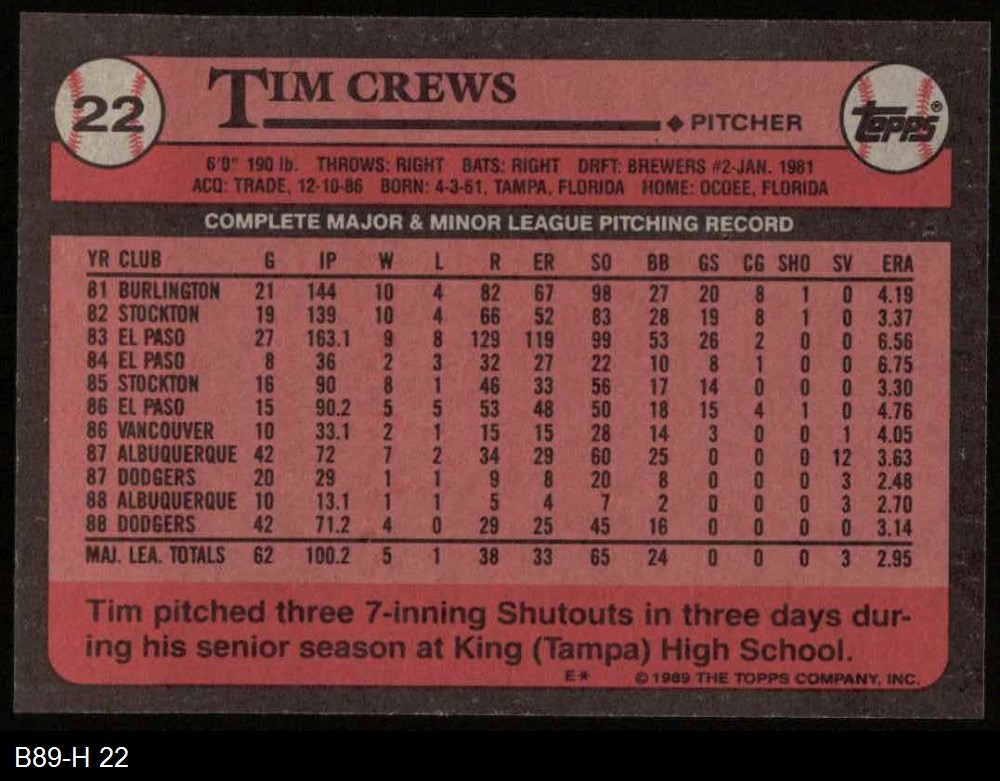 22
TIM CREWS
◆ PITCHER
Topps®
6'0" 190 lb. THROWS: RIGHT BATS: RIGHT DRFT: BREWERS #2-JAN. 1981
ACQ: TRADE, 12-10-86 BORN: 4-3-61, TAMPA, FLORIDA HOME: OCOEE, FLORIDA
COMPLETE MAJOR & MINOR LEAGUE PITCHING RECORD
YR CLUB G IP W L R ER SO BB GS CG SHO SV ERA
81 BURLINGTON 21 144 10 4 82 67 98 27 20 8 1 0 4.19
82 STOCKTON 19 139 10 4 66 52 83 28 19 8 1 0 3.37
83 EL PASO 27 163.1 9 8 129 119 99 53 26 2 0 0 6.56
84 EL PASO 8 36 2 3 32 27 22 10 8 1 0 0 6.75
85 STOCKTON 16 90 8 1 46 33 56 17 14 0 0 0 3.30
86 EL PASO 15 90.2 5 5 53 48 50 18 15 4 1 0 4.76
86 VANCOUVER 10 33.1 2 1 15 15 28 14 3 0 0 1 4.05
87 ALBUQUERQUE 42 72 7 2 34 29 60 25 0 0 0 12 3.63
87 DODGERS 20 29 1 1 9 8 20 8 0 0 0 3 2.48
88 ALBUQUERQUE 10 13.1 1 1 5 4 7 2 0 0 0 3 2.70
88 DODGERS 42 71.2 4 0 29 25 45 16 0 0 0 0 3.14
MAJ. LEA. TOTALS 62 100.2 5 1 38 33 65 24 0 0 0 3 2.95
Tim pitched three 7-inning Shutouts in three days dur-
ing his senior season at King (Tampa) High School.
E* © 1989 THE TOPPS COMPANY, INC.
B89-H 22